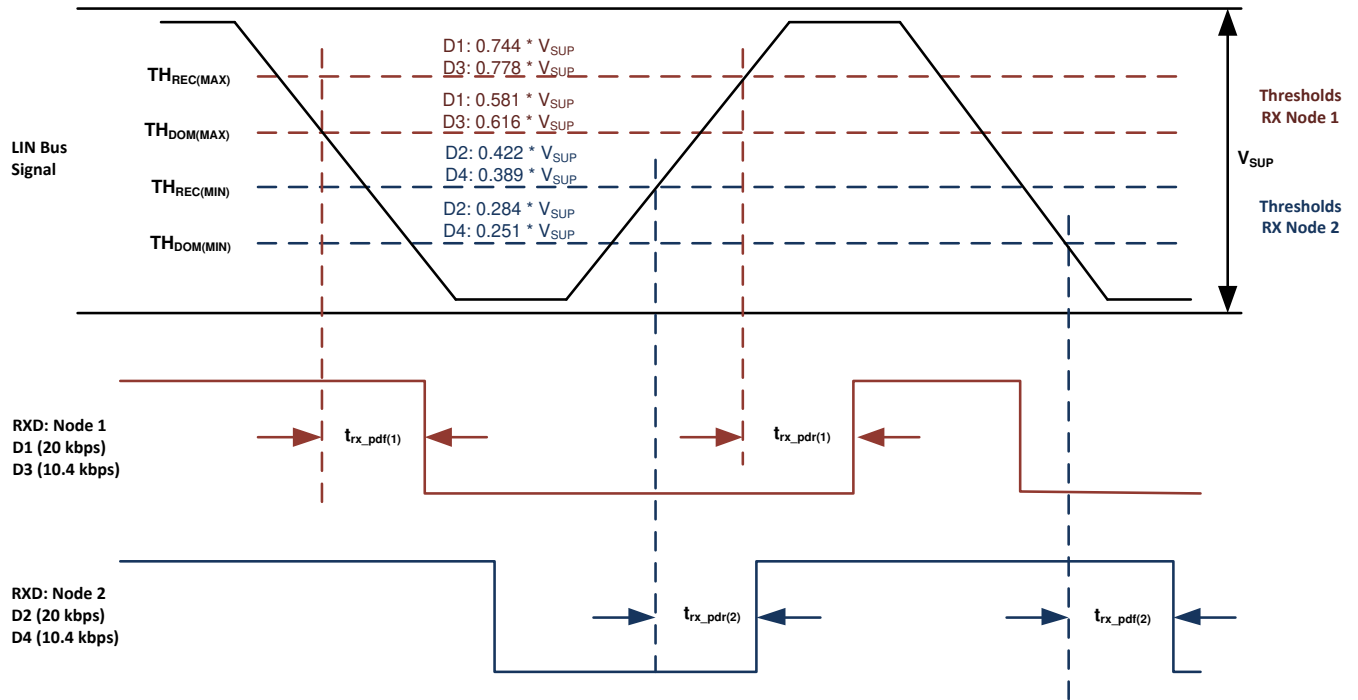 D1: 0.744 * VSUP
THREC(MAX)
D3: 0.778 * VSUP
D1: 0.581 * VSUP
THDOM(MAX)
D3: 0.616 * VSUP
Thresholds
RX Node 1
LIN Bus
Signal
D2: 0.422 * VSUP
THREC(MIN)
D4: 0.389 * VSUP
VSUP
D2: 0.284 * VSUP
THDOM(MIN)
D4: 0.251 * VSUP
Thresholds
RX Node 2
RXD: Node 1
D1 (20 kbps)
D3 (10.4 kbps)
trx_pdf(1)
trx_pdr(1)
RXD: Node 2
D2 (20 kbps)
D4 (10.4 kbps)
trx_pdr(2)
trx_pdf(2)